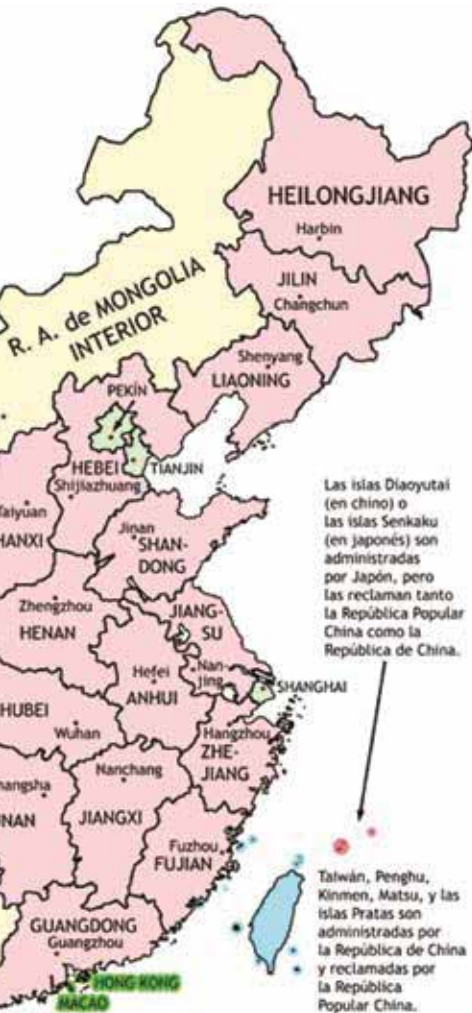 HEILONGJIANG
Harbin
JILIN
Changchun
R. A. de MONGOLIA
INTERIOR
Shenyang
LIAONING
PEKÍN
HEBEI
TIANJIN
Shijiazhuang
Taiyuan
HANXI
Jinan
SHAN-
DONG
Las islas Diaoyutai
(en chino) o
las islas Senkaku
(en japonés) son
administradas
por Japón, pero
las reclaman tanto
la República Popular
China como la
República de China.
Zhengzhou
HENAN
JIANG-
SU
Hefei
ANHUI
Nan-
jing
SHANGHAI
HUBEI
Wuhan
Hangzhou
ZHE-
JIANG
hangsha
NAN
Nanchang
JIANGXI
Fuzhou
FUJIAN
Taiwán, Penghu,
Kinmen, Matsu, y las
islas Pratas son
administradas por
la República de China
y reclamadas por
la República
Popular China.
GUANGDONG
Guangzhou
HONG KONG
MACAO